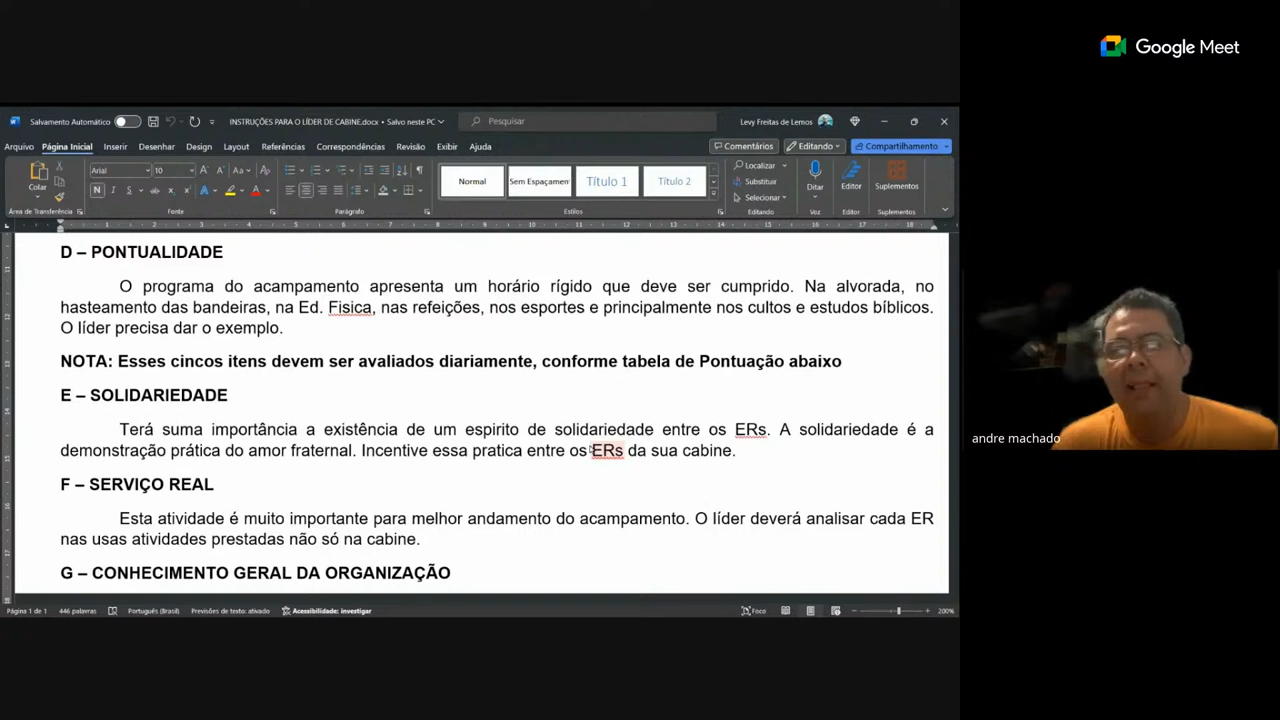 Google Meet
Salvamento Automático
INSTRUÇÕES PARA O LÍDER DE CABINE.docx • Salvo neste PC
Pesquisar
Levy Freitas de Lemos
Arquivo Página Inicial Inserir Desenhar Design Layout Referências Correspondências Revisão Exibir Ajuda
Comentários Editando Compartilhamento
Colar
Arial 10
Normal Sem Espaçamen Título 1 Título 2
Localizar
Substituir
Selecionar
Ditar Editor Suplementos
Área de Transferência Fonte Parágrafo Estilos Editando Voz Editor Suplementos
D – PONTUALIDADE
O programa do acampamento apresenta um horário rígido que deve ser cumprido. Na alvorada, no
hasteamento das bandeiras, na Ed. Fisica, nas refeições, nos esportes e principalmente nos cultos e estudos bíblicos.
O líder precisa dar o exemplo.
NOTA: Esses cincos itens devem ser avaliados diariamente, conforme tabela de Pontuação abaixo
E – SOLIDARIEDADE
Terá suma importância a existência de um espirito de solidariedade entre os ERs. A solidariedade é a
demonstração prática do amor fraternal. Incentive essa pratica entre os ERs da sua cabine.
F – SERVIÇO REAL
Esta atividade é muito importante para melhor andamento do acampamento. O líder deverá analisar cada ER
nas usas atividades prestadas não só na cabine.
G – CONHECIMENTO GERAL DA ORGANIZAÇÃO
Página 1 de 1 446 palavras Português (Brasil) Previsões de texto: ativado Acessibilidade: investigar Foco 200%
andre machado